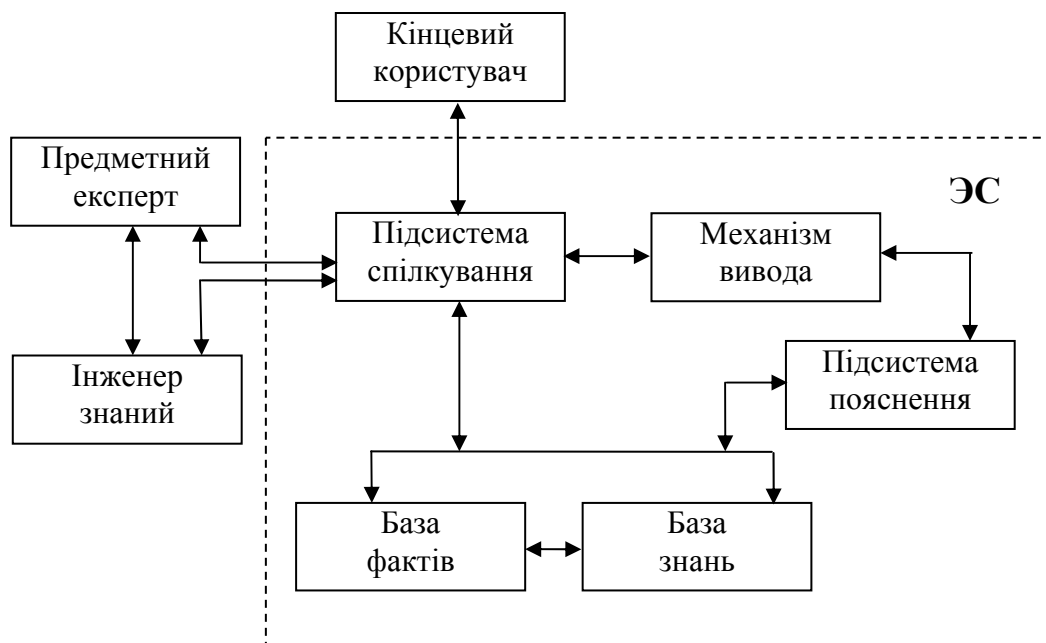 Кінцевий
користувач
Предметний
експерт
ЭС
Підсистема
спілкування
Механізм
вивода
Інженер
знаний
Підсистема
пояснення
База
фактів
База
знань